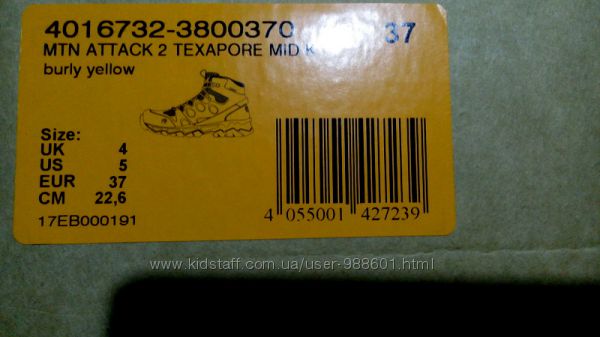 4016732-3800370 37
MTN ATTACK 2 TEXAPORE MID K
burly yellow
Size:
UK 4
US 5
EUR 37
CM 22,6
17EB000191
4 055001 427239
www.kidstaff.com.ua/user-988601.html